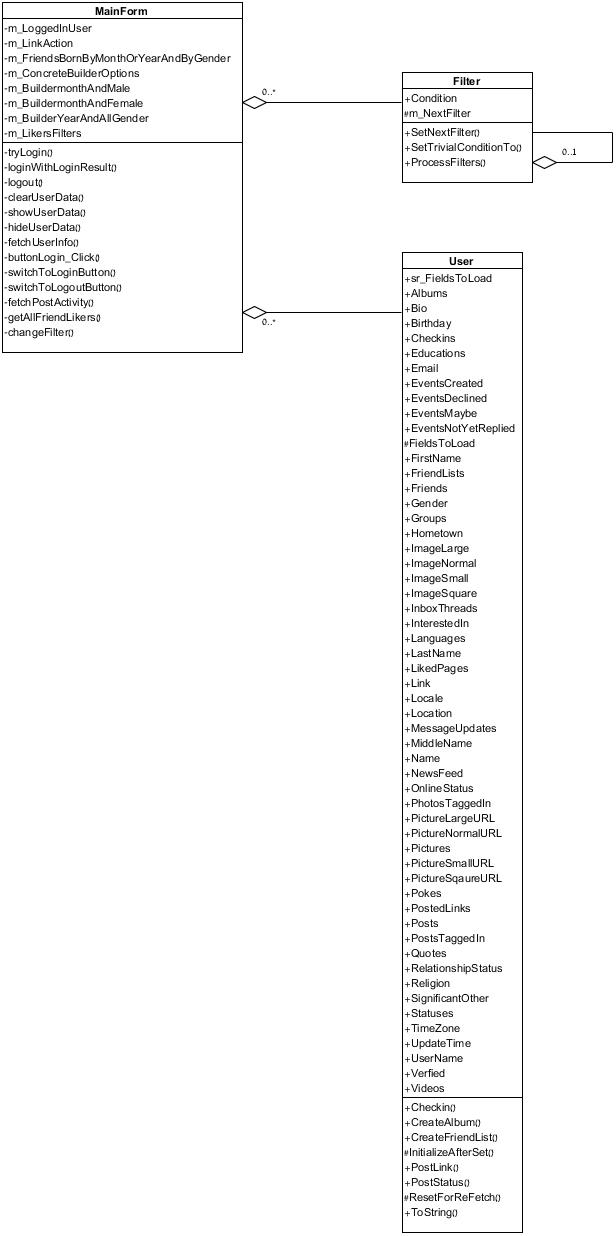 MainForm
-m_LoggedInUser
-m_LinkAction
-m_FriendsBornByMonthOrYearAndByGender
-m_ConcreteBuilderOptions
-m_BuildermonthAndMale
-m_BuildermonthAndFemale
-m_BuilderYearAndAllGender
-m_LikersFilters
-tryLogin()
-loginWithLoginResult()
-logout()
-clearUserData()
-showUserData()
-hideUserData()
-fetchUserInfo()
-buttonLogin_Click()
-switchToLoginButton()
-switchToLogoutButton()
-fetchPostActivity()
-getAllFriendLikers()
-changeFilter()
0..*
0..*
Filter
+Condition
#m_NextFilter
+SetNextFilter()
+SetTrivialConditionTo()
+ProcessFilters()
0..1
User
+sr_FieldsToLoad
+Albums
+Bio
+Birthday
+Checkins
+Educations
+Email
+EventsCreated
+EventsDeclined
+EventsMaybe
+EventsNotYetReplied
#FieldsToLoad
+FirstName
+FriendLists
+Friends
+Gender
+Groups
+Hometown
+ImageLarge
+ImageNormal
+ImageSmall
+ImageSquare
+InboxThreads
+InterestedIn
+Languages
+LastName
+LikedPages
+Link
+Locale
+Location
+MessageUpdates
+MiddleName
+Name
+NewsFeed
+OnlineStatus
+PhotosTaggedIn
+PictureLargeURL
+PictureNormalURL
+Pictures
+PictureSmallURL
+PictureSqaureURL
+Pokes
+PostedLinks
+Posts
+PostsTaggedIn
+Quotes
+RelationshipStatus
+Religion
+SignificantOther
+Statuses
+TimeZone
+UpdateTime
+UserName
+Verfied
+Videos
+Checkin()
+CreateAlbum()
+CreateFriendList()
#InitializeAfterSet()
+PostLink()
+PostStatus()
#ResetForReFetch()
+ToString()